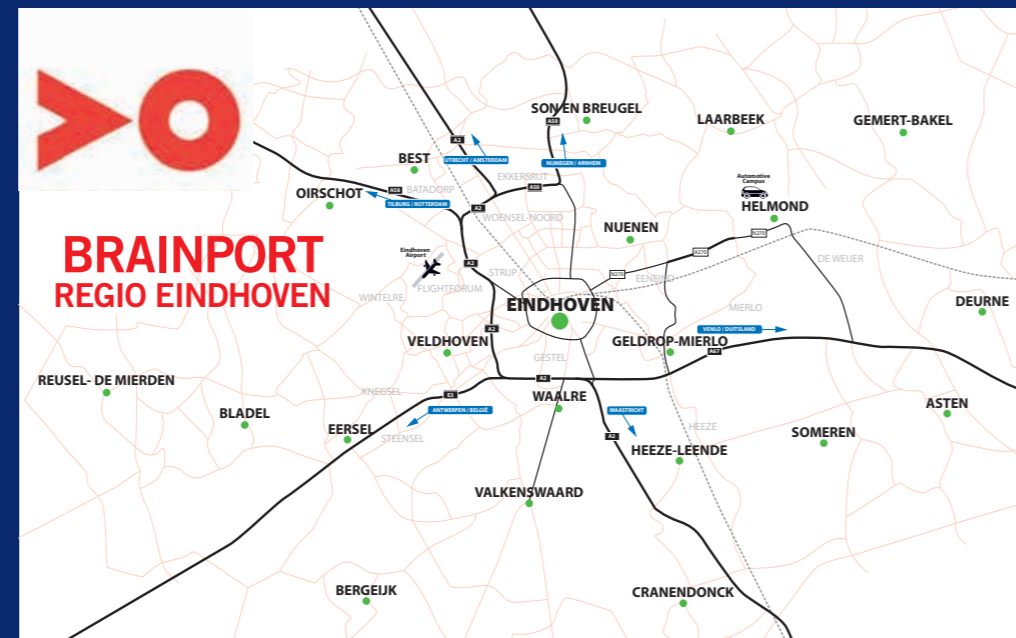 SON EN BREUGEL
LAARBEEK
GEMERT-BAKEL
A58
A2
UTRECHT / AMSTERDAM
NIJMEGEN / ARNHEM
BEST
EKKERSRIJT
Automotive
Campus
OIRSCHOT
A58
BATADORP
A58
TILBURG / ROTTERDAM
A2
WOENSEL-NOORD
HELMOND
NUENEN
N270
BRAINPORT
REGIO EINDHOVEN
Eindhoven
Airport
A2
A270
DE WEIJER
STRIJP
N270
EENEIND
FLIGHTFORUM
WINTELRE
EINDHOVEN
MIERLO
DEURNE
A2
VENLO / DUITSLAND
VELDHOVEN
GELDROP-MIERLO
A67
GESTEL
REUSEL- DE MIERDEN
A2
KNEGSEL
E3
WAALRE
ASTEN
BLADEL
ANTWERPEN / BELGIË
MAASTRICHT
EERSEL
STEENSEL
A2
HEEZE
SOMEREN
HEEZE-LEENDE
VALKENSWAARD
BERGEIJK
CRANENDONCK